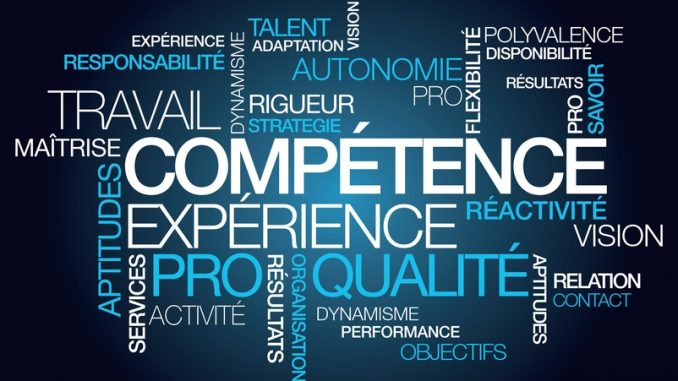 TALENT
VISION
EXPÉRIENCE
ADAPTATION
POLYVALENCE
DISPONIBILITÉ
RESPONSABILITÉ
DYNAMISME
AUTONOMIE
FLEXIBILITÉ
RÉSULTATS
PRO
SAVOIR
TRAVAIL
RIGUEUR
PRO
STRATEGIE
MAÎTRISE
COMPÉTENCE
APTITUDES
EXPÉRIENCE
RÉACTIVITÉ
VISION
SERVICES
PRO
RÉSULTATS
ORGANISATION
QUALITÉ
APTITUDES
RELATION
CONTACT
ACTIVITÉ
DYNAMISME
PERFORMANCE
OBJECTIFS